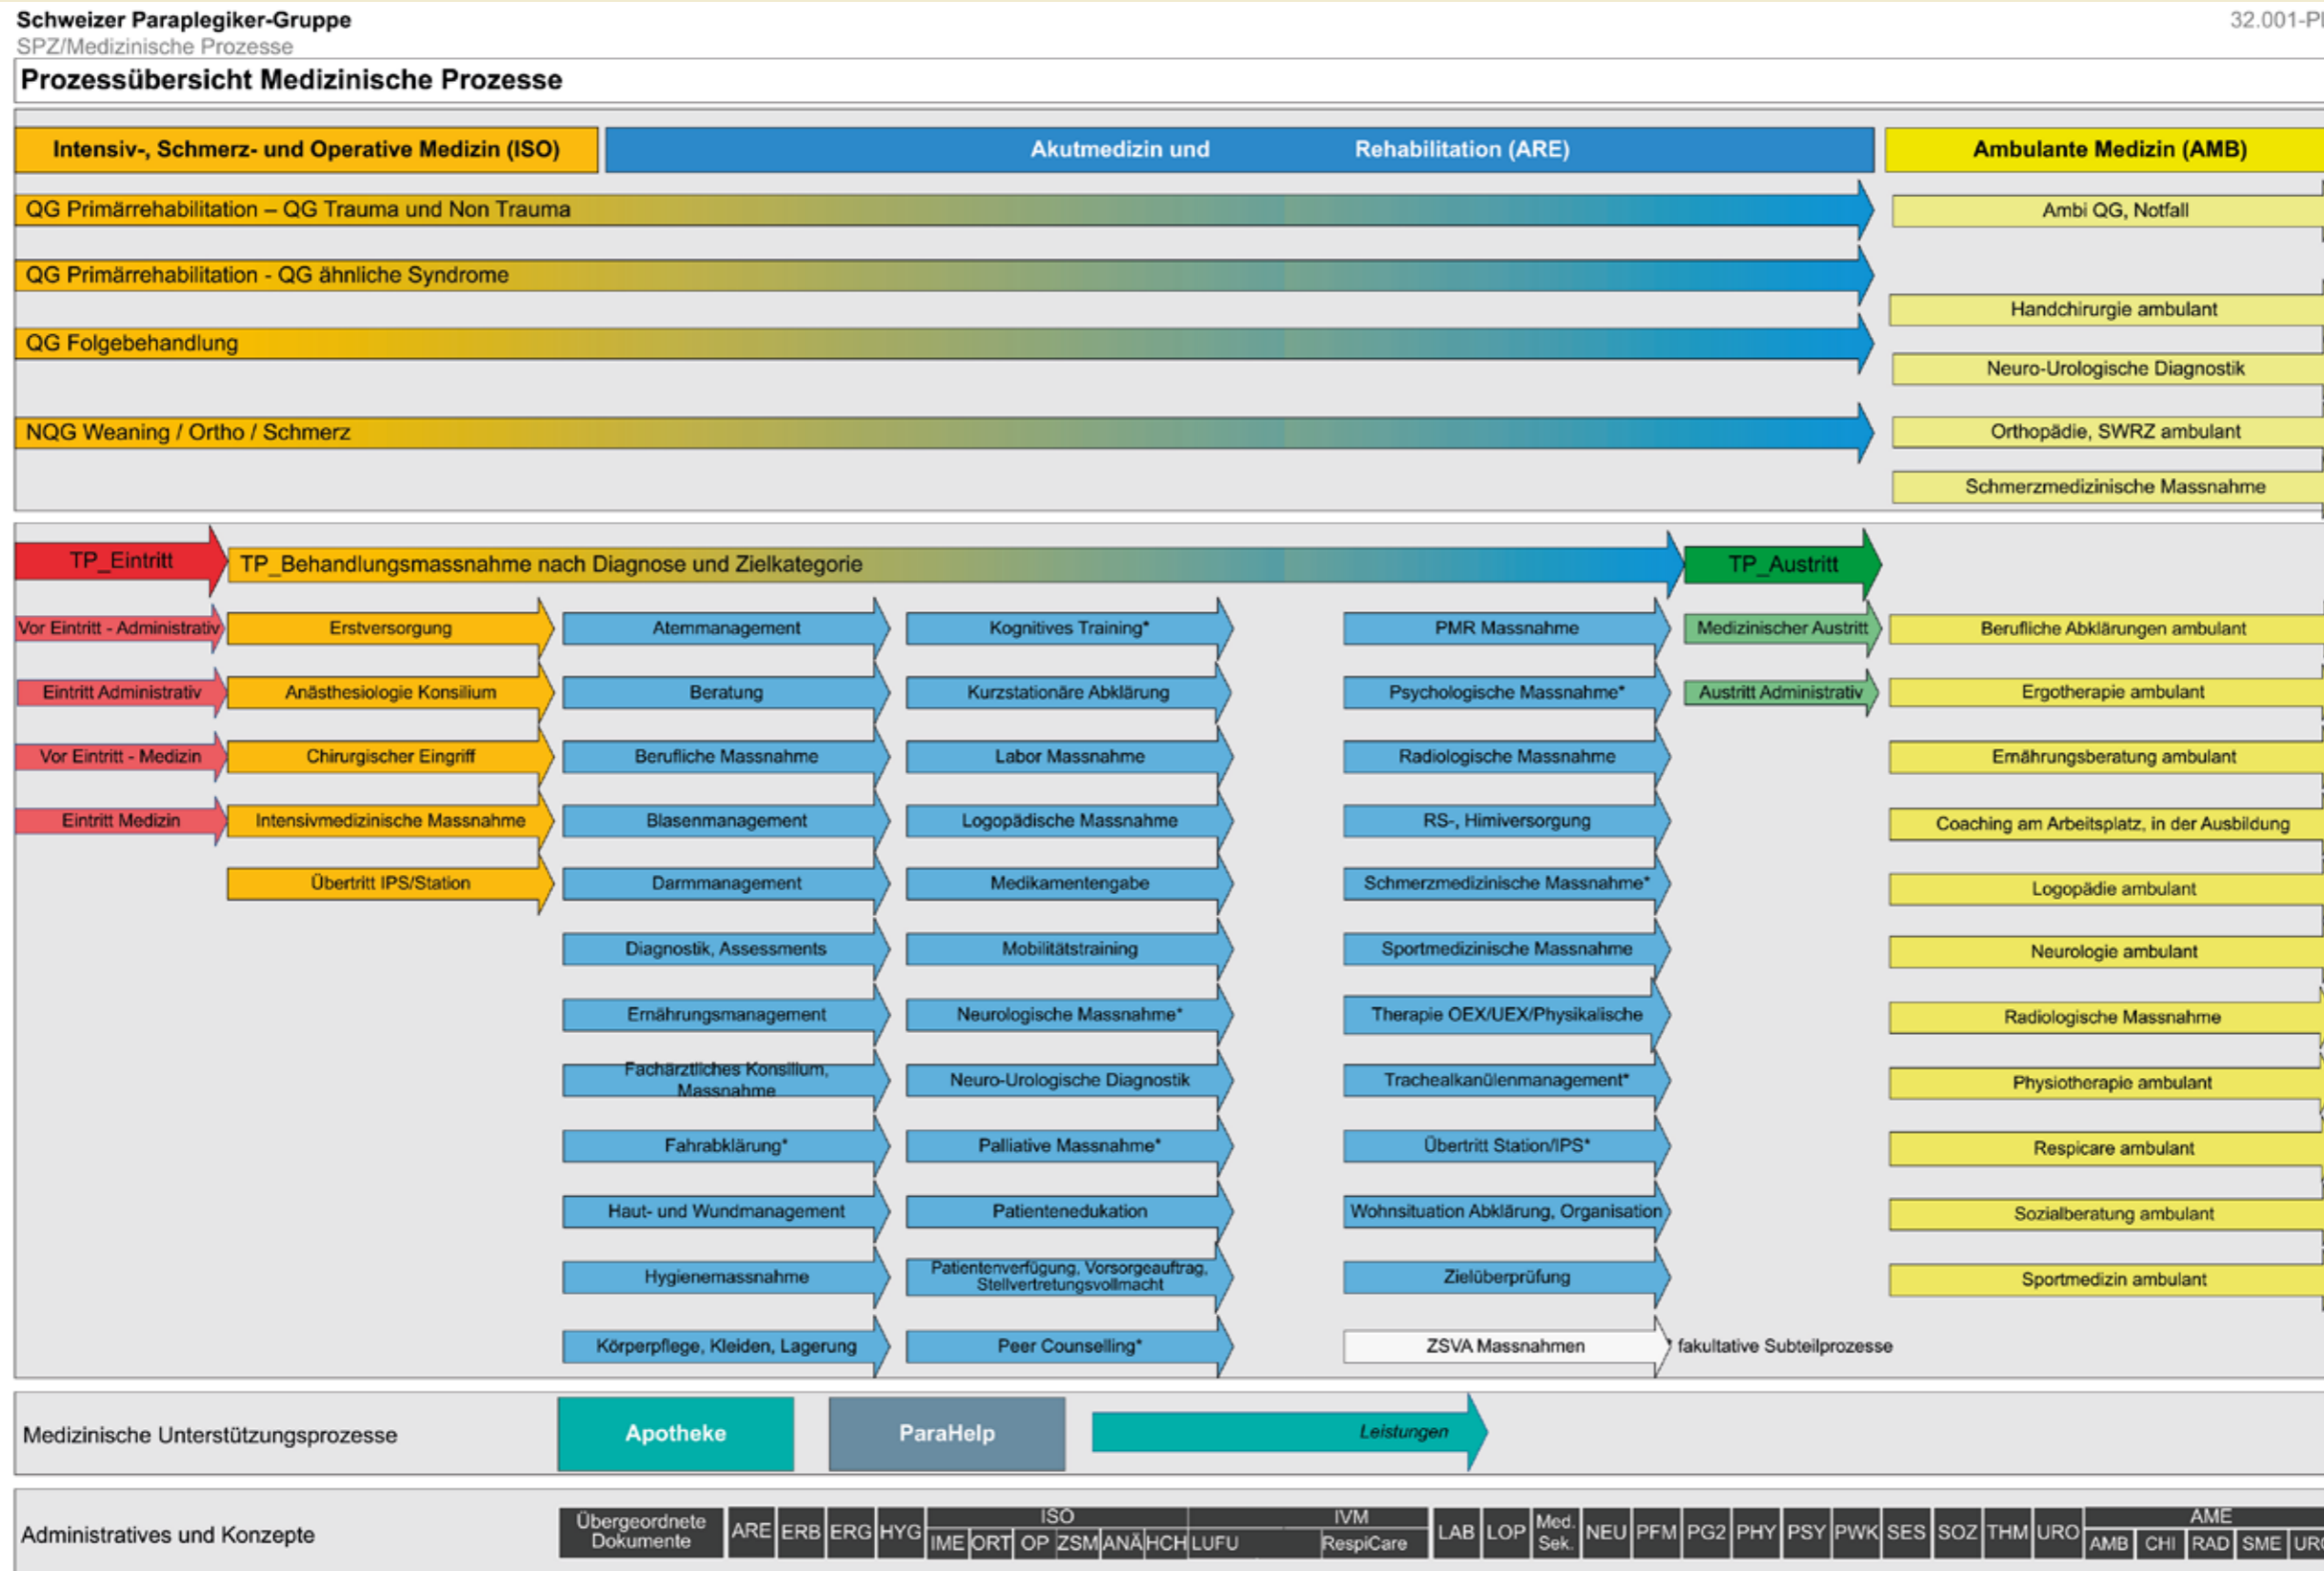 Schweizer Paraplegiker-Gruppe
32.001-P
SPZ/Medizinische Prozesse
Prozessübersicht Medizinische Prozesse
Intensiv-, Schmerz- und Operative Medizin (ISO)
Akutmedizin und Rehabilitation (ARE)
Ambulante Medizin (AMB)
QG Primärrehabilitation – QG Trauma und Non Trauma
Ambi QG, Notfall
QG Primärrehabilitation - QG ähnliche Syndrome
Handchirurgie ambulant
QG Folgebehandlung
Neuro-Urologische Diagnostik
NQG Weaning / Ortho / Schmerz
Orthopädie, SWRZ ambulant
Schmerzmedizinische Massnahme
TP_Eintritt
TP_Behandlungsmassnahme nach Diagnose und Zielkategorie
TP_Austritt
Vor Eintritt - Administrativ
Eintritt Administrativ
Vor Eintritt - Medizin
Eintritt Medizin
Erstversorgung
Anästhesiologie Konsilium
Chirurgischer Eingriff
Intensivmedizinische Massnahme
Übertritt IPS/Station
Atemmanagement
Beratung
Berufliche Massnahme
Blasenmanagement
Darmmanagement
Diagnostik, Assessments
Ernährungsmanagement
Fachärztliches Konsilium,
Massnahme
Fahrabklärung*
Haut- und Wundmanagement
Hygienemassnahme
Körperpflege, Kleiden, Lagerung
Kognitives Training*
Kurzstationäre Abklärung
Labor Massnahme
Logopädische Massnahme
Medikamentengabe
Mobilitätstraining
Neurologische Massnahme*
Neuro-Urologische Diagnostik
Palliative Massnahme*
Patientenedukation
Patientenverfügung, Vorsorgeauftrag,
Stellvertretungsvollmacht
Peer Counselling*
PMR Massnahme
Psychologische Massnahme*
Radiologische Massnahme
RS-, Himiversorgung
Schmerzmedizinische Massnahme*
Sportmedizinische Massnahme
Therapie OEX/UEX/Physikalische
Trachealkanülenmanagement*
Übertritt Station/IPS*
Wohnsituation Abklärung, Organisation
Zielüberprüfung
ZSVA Massnahmen
* fakultative Subteilprozesse
Medizinischer Austritt
Austritt Administrativ
Berufliche Abklärungen ambulant
Ergotherapie ambulant
Ernährungsberatung ambulant
Coaching am Arbeitsplatz, in der Ausbildung
Logopädie ambulant
Neurologie ambulant
Radiologische Massnahme
Physiotherapie ambulant
Respicare ambulant
Sozialberatung ambulant
Sportmedizin ambulant
Medizinische Unterstützungsprozesse
Apotheke
ParaHelp
Leistungen
Administratives und Konzepte
Übergeordnete
Dokumente
ARE ERB ERG HYG
ISO
IME ORT OP ZSM ANÄ HCH
IVM
LUFU RespiCare
LAB LOP
Med.
Sek.
NEU PFM PG2 PHY PSY PWK SES SOZ THM URO
AME
AMB CHI RAD SME UR